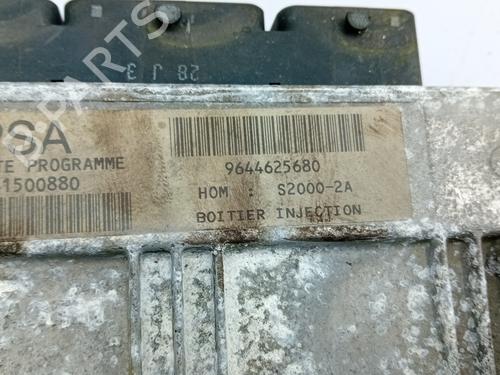 28 J 3
PSA
TE PROGRAMME
1500880
9644625680
HOM : S2000-2A
BOITIER INJECTION